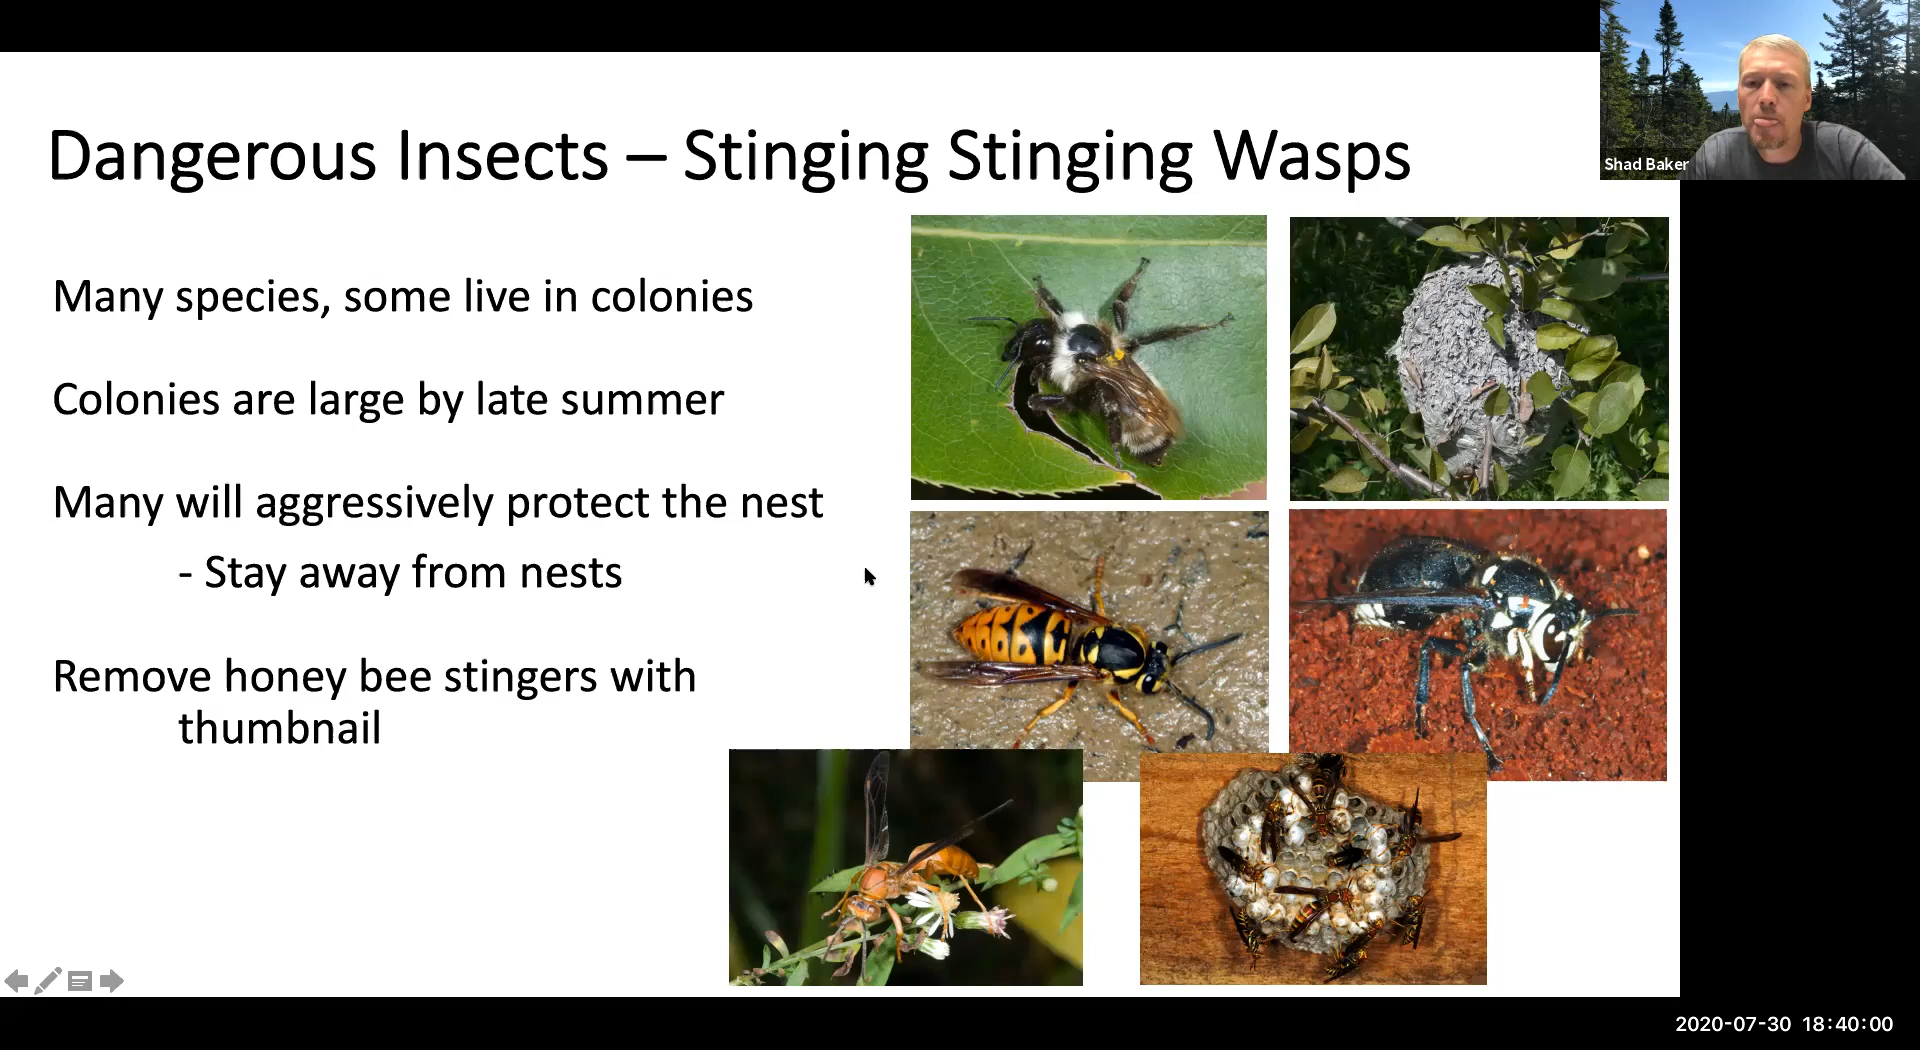 Dangerous Insects – Stinging Stinging Wasps
Shad Baker
Many species, some live in colonies
Colonies are large by late summer
Many will aggressively protect the nest
- Stay away from nests
Remove honey bee stingers with
thumbnail
2020-07-30 18:40:00